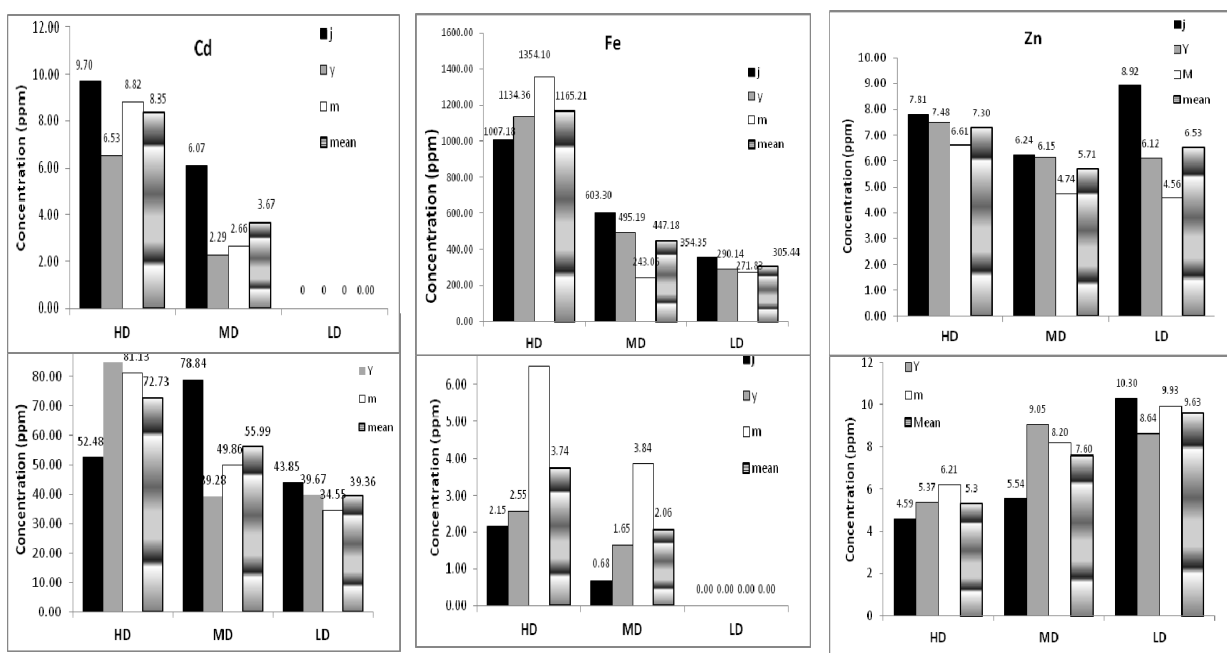 Cd
Concentration (ppm)
12.00
10.00
8.00
6.00
4.00
2.00
0.00
9.70
6.53
8.82
8.35
6.07
2.29
2.66
3.67
0 0 0 0.00
HD MD LD
j
y
m
mean
Fe
Concentration (ppm)
1600.00
1400.00
1200.00
1000.00
800.00
600.00
400.00
200.00
0.00
1007.18
1134.36
1354.10
1165.21
603.30
495.19
243.06
447.18
354.35
290.14
271.83
305.44
HD MD LD
j
y
m
mean
Zn
Concentration (ppm)
10.00
9.00
8.00
7.00
6.00
5.00
4.00
3.00
2.00
1.00
0.00
7.81
7.48
6.61
7.30
6.24
6.15
4.74
5.71
8.92
6.12
4.56
6.53
HD MD LD
j
Y
M
mean
Concentration (ppm)
80.00
70.00
60.00
50.00
40.00
30.00
20.00
10.00
0.00
52.48
81.13
72.73
78.84
39.28
49.86
55.99
43.85
39.67
34.55
39.36
HD MD LD
Y
m
mean
Concentration (ppm)
6.00
5.00
4.00
3.00
2.00
1.00
0.00
2.15
2.55
3.74
0.68
1.65
3.84
2.06
0.00 0.00 0.00 0.00
HD MD LD
j
y
m
mean
Concentration (ppm)
12
10
8
6
4
2
0
4.59
5.37
6.21
5.3
5.54
9.05
8.20
7.60
10.30
8.64
9.93
9.63
HD MD LD
Y
m
Mean